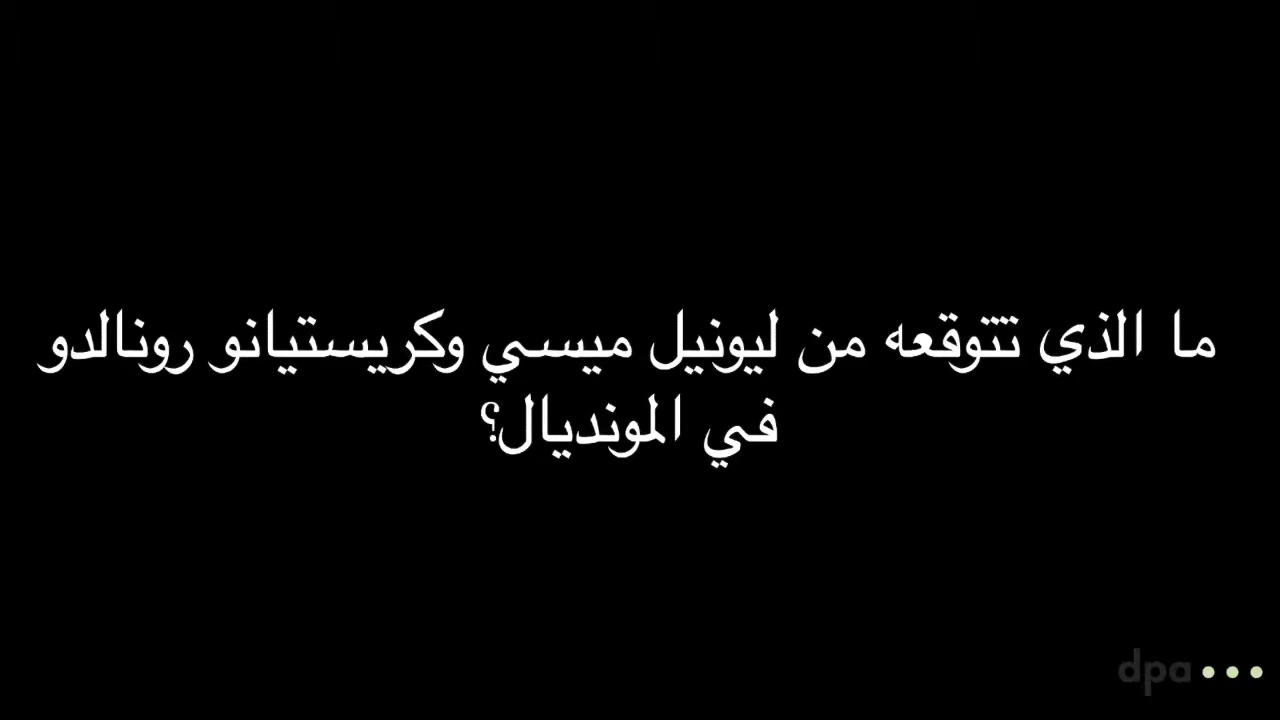 ما الذي تتوقعه من ليونيل ميسي وكريستيانو رونالدو
في المونديال؟
dpa